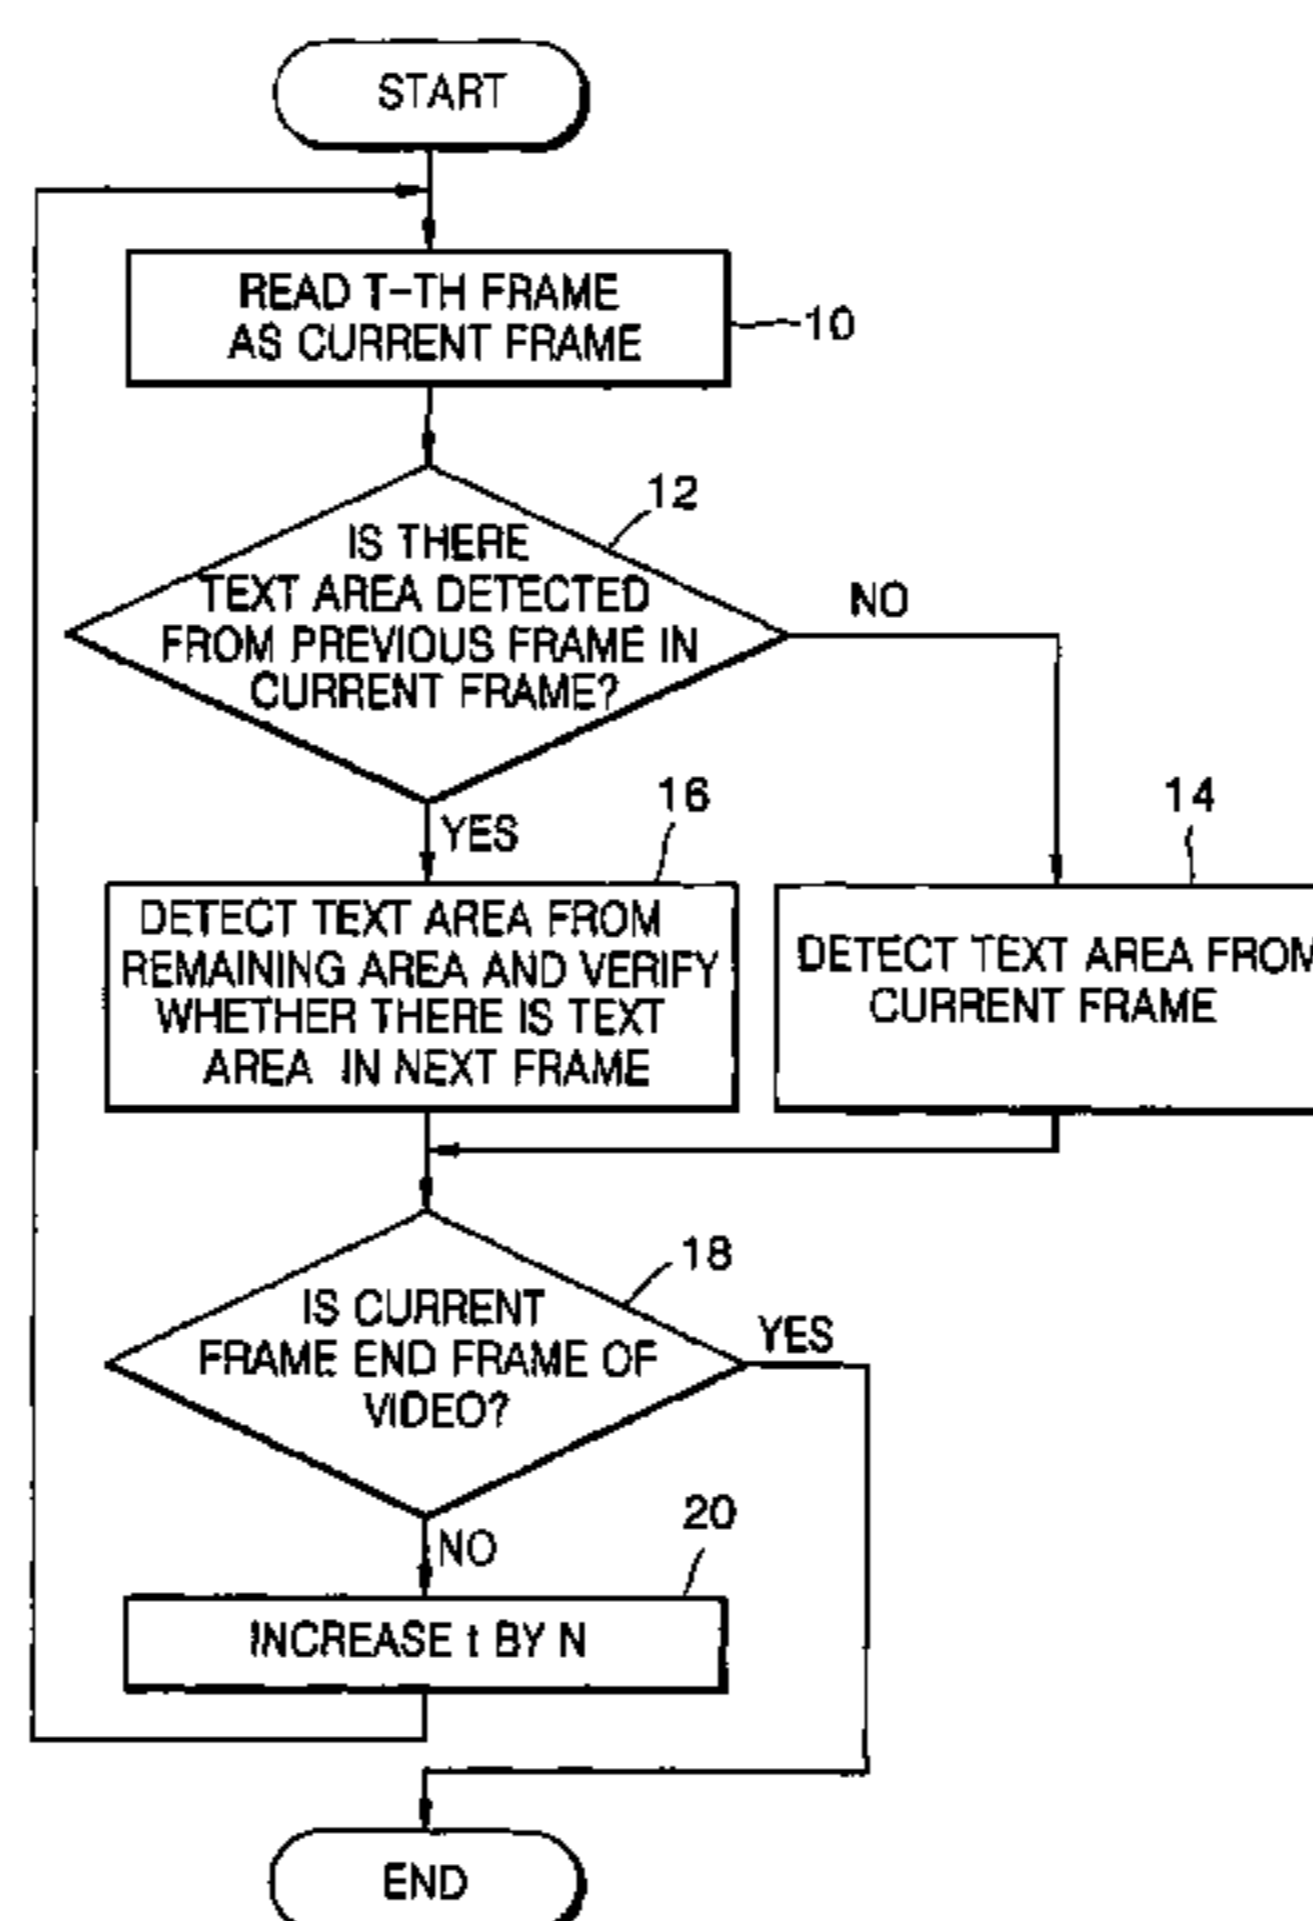 START
READ T-TH FRAME
AS CURRENT FRAME
10
12
IS THERE
TEXT AREA DETECTED
FROM PREVIOUS FRAME IN
CURRENT FRAME?
NO
YES
16
14
DETECT TEXT AREA FROM
REMAINING AREA AND VERIFY
WHETHER THERE IS TEXT
AREA IN NEXT FRAME
DETECT TEXT AREA FROM
CURRENT FRAME
18
IS CURRENT
FRAME END FRAME OF
VIDEO?
YES
NO
20
INCREASE t BY N
END